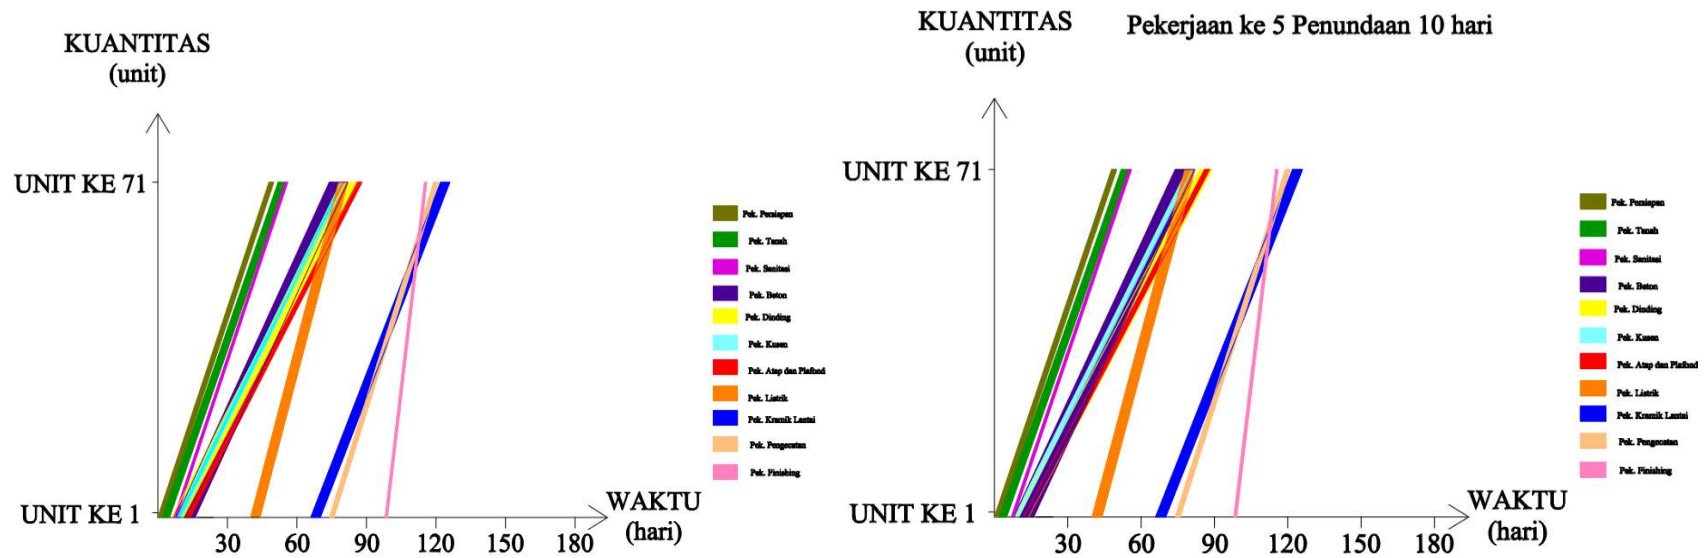 KUANTITAS
(unit)
UNIT KE 71
UNIT KE 1
30 60 90 120 150 180
WAKTU
(hari)
Pek. Persiapan
Pek. Tanah
Pek. Sanitasi
Pek. Beton
Pek. Dinding
Pek. Kusen
Pek. Atap dan Plafond
Pek. Listrik
Pek. Kramik Lantai
Pek. Pengecatan
Pek. Finishing
KUANTITAS
(unit)
Pekerjaan ke 5 Penundaan 10 hari
UNIT KE 71
UNIT KE 1
30 60 90 120 150 180
WAKTU
(hari)
Pek. Persiapan
Pek. Tanah
Pek. Sanitasi
Pek. Beton
Pek. Dinding
Pek. Kusen
Pek. Atap dan Plafond
Pek. Listrik
Pek. Kramik Lantai
Pek. Pengecatan
Pek. Finishing